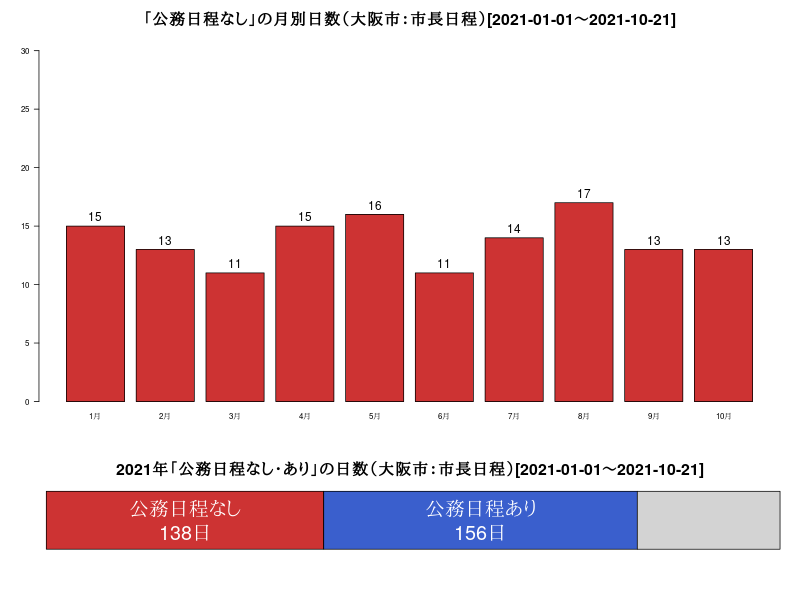 「公務日程なし」の月別日数（大阪市：市長日程）[2021-01-01～2021-10-21]
30
25
20
15
10
5
0
15
13
11
15
16
11
14
17
13
13
1月
2月
3月
4月
5月
6月
7月
8月
9月
10月
2021年「公務日程なし・あり」の日数（大阪市：市長日程）[2021-01-01～2021-10-21]
公務日程なし
138日
公務日程あり
156日